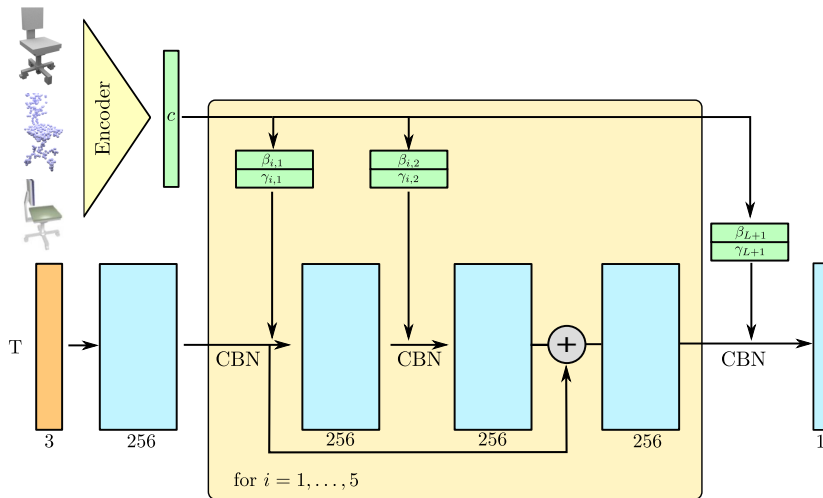 Encoder
c
β_{i,1}
γ_{i,1}
β_{i,2}
γ_{i,2}
β_{L+1}
γ_{L+1}
T
CBN
CBN
CBN
3
256
256
256
256
1
for i = 1, . . . , 5